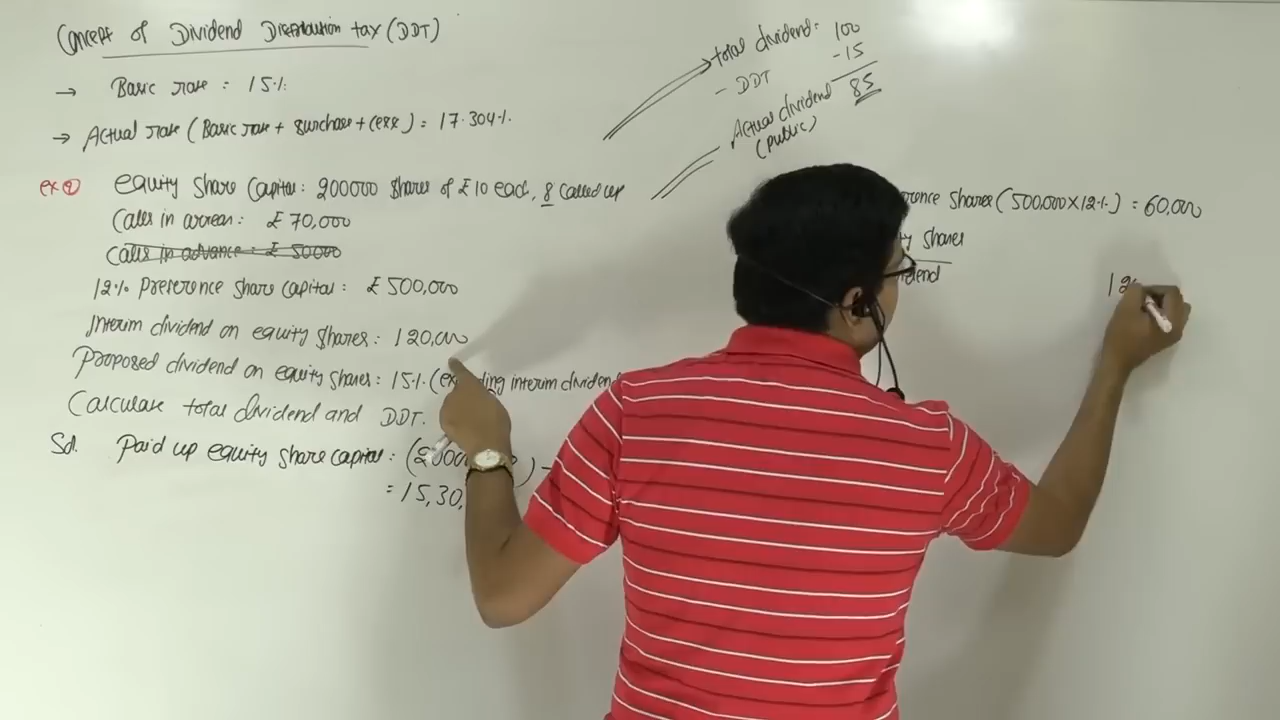 Concept of Dividend Distribution tax (DDT)
→ Basic rate : 15%
→ Actual rate (Basic rate + surcharge + cess) = 17.304%
total dividend: 100
- DDT -15
Actual dividend 85
(public)
ex ① equity share capital: 200000 shares of £10 each, 8 called up
Calls in arrear: £ 70,000
Calls in advance = £ 50000
12% preference share capital: £ 500,000
Interim dividend on equity shares: 120,000
Proposed dividend on equity shares: 15% interim dividend
Calculate total dividend and DDT.
Sol. Paid up equity share capital: (
= 15,30,
shares (500,000×12%) = 60,000
shares
12